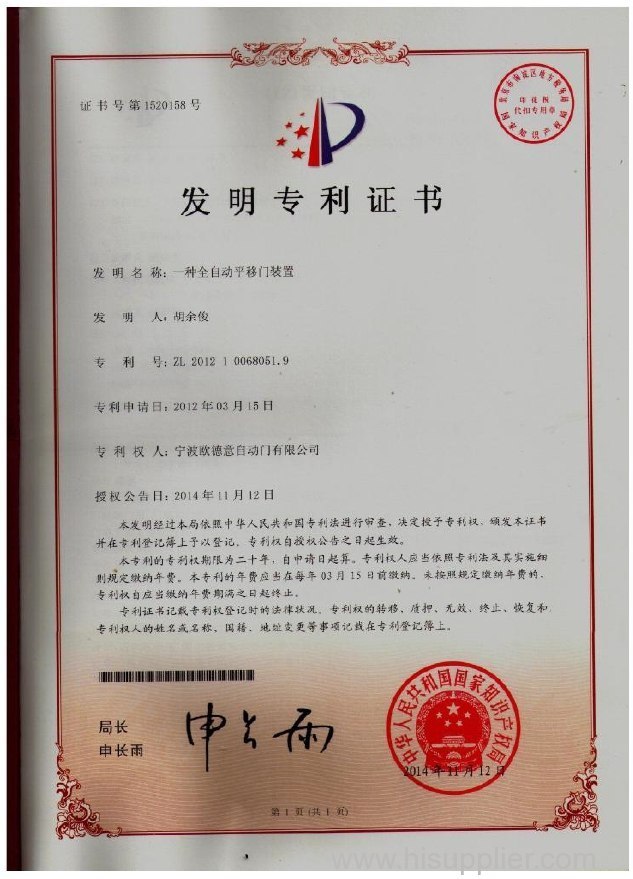 证书号第1520158号
印花税
代扣专用章
国家知识产权局
发明专利证书
发明名称:一种全自动平移门装置
发明人:胡余俊
专利号:ZL 2012 1 0068051.9
专利申请日:2012年03月15日
专利权人:宁波欧德意自动门有限公司
授权公告日:2014年11月12日
本发明经过本局依照中华人民共和国专利法进行审查,决定授予专利权,颁发本证书
并在专利登记簿上予以登记。专利权自授权公告之日起生效。
本专利的专利权期限为二十年,自申请日起算。专利权人应当依照专利法及其实施细
则规定缴纳年费。本专利的年费应当在每年03月15日前缴纳。未按照规定缴纳年费的,
专利权自应当缴纳年费期满之日起终止。
专利证书记载专利权登记时的法律状况。专利权的转移、质押、无效、终止、恢复和
专利权人的姓名或名称、国籍、地址变更等事项记载在专利登记簿上。
局长
申长雨
申长雨
中华人民共和国国家知识产权局
2014年11月12日
第1页(共1页)
www.hisupplier.com